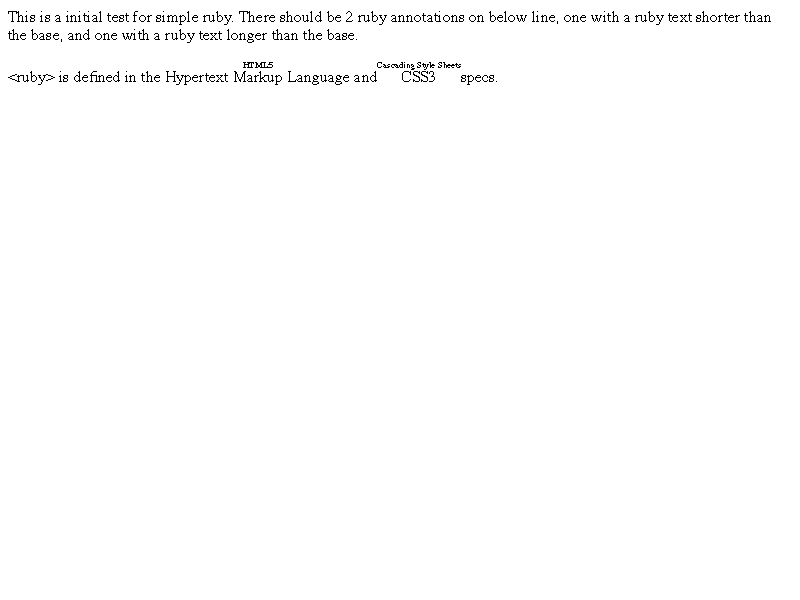 This is a initial test for simple ruby. There should be 2 ruby annotations on below line, one with a ruby text shorter than
the base, and one with a ruby text longer than the base.
HTML5 Cascading Style Sheets
<ruby> is defined in the Hypertext Markup Language and CSS3 specs.